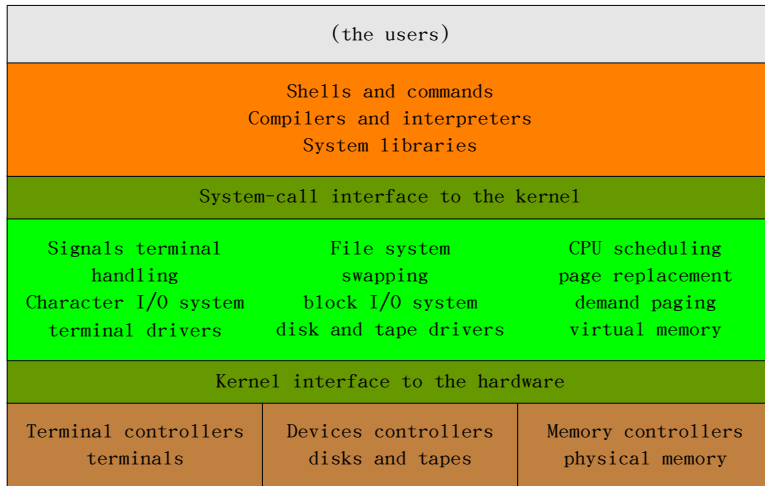 (the users)
Shells and commands
Compilers and interpreters
System libraries
System-call interface to the kernel
Signals terminal
handling
Character I/O system
terminal drivers
File system
swapping
block I/O system
disk and tape drivers
CPU scheduling
page replacement
demand paging
virtual memory
Kernel interface to the hardware
Terminal controllers
terminals
Devices controllers
disks and tapes
Memory controllers
physical memory